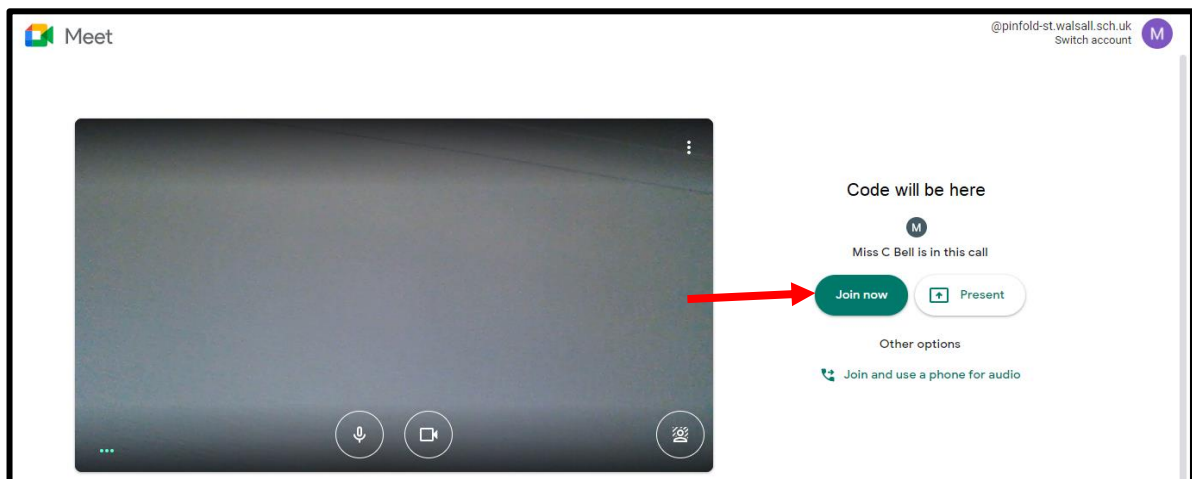 Meet
@pinfold-st.walsall.sch.uk
Switch account
M
Code will be here
M
Miss C Bell is in this call
Join now
Present
Other options
Join and use a phone for audio